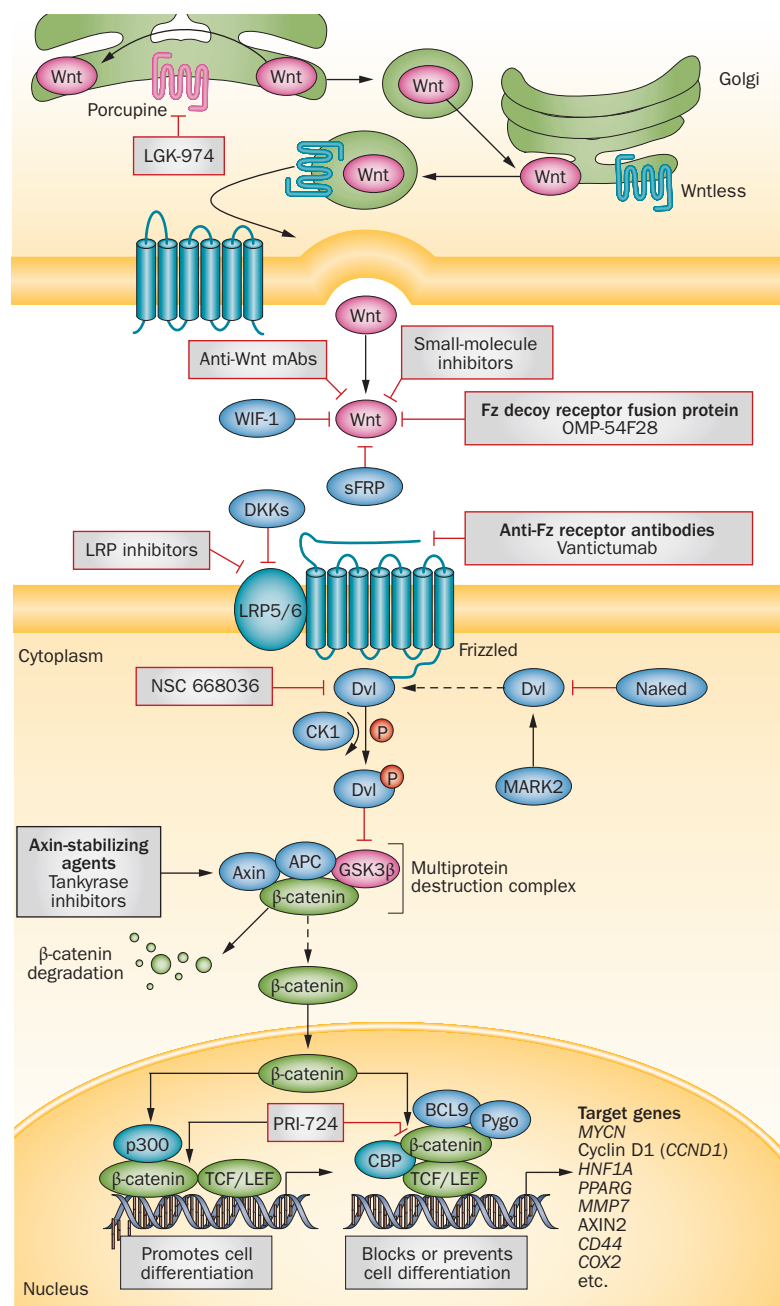 Wnt
Wnt
Porcupine
LGK-974
Wnt
Golgi
Wnt
Wnt
Wntless
Wnt
Anti-Wnt mAbs
Small-molecule
inhibitors
WIF-1
Wnt
Fz decoy receptor fusion protein
OMP-54F28
sFRP
DKKs
LRP inhibitors
Anti-Fz receptor antibodies
Vantictumab
LRP5/6
Cytoplasm
Frizzled
NSC 668036
Dvl
Dvl
Naked
CK1
P
Dvl
P
MARK2
Axin-stabilizing
agents
Tankyrase
inhibitors
Axin
APC
GSK3β
β-catenin
Multiprotein
destruction complex
β-catenin
degradation
β-catenin
β-catenin
PRI-724
p300
β-catenin
TCF/LEF
BCL9
Pygo
β-catenin
CBP
TCF/LEF
Target genes
MYCN
Cyclin D1 (CCND1)
HNF1A
PPARG
MMP7
AXIN2
CD44
COX2
etc.
Promotes cell
differentiation
Blocks or prevents
cell differentiation
Nucleus